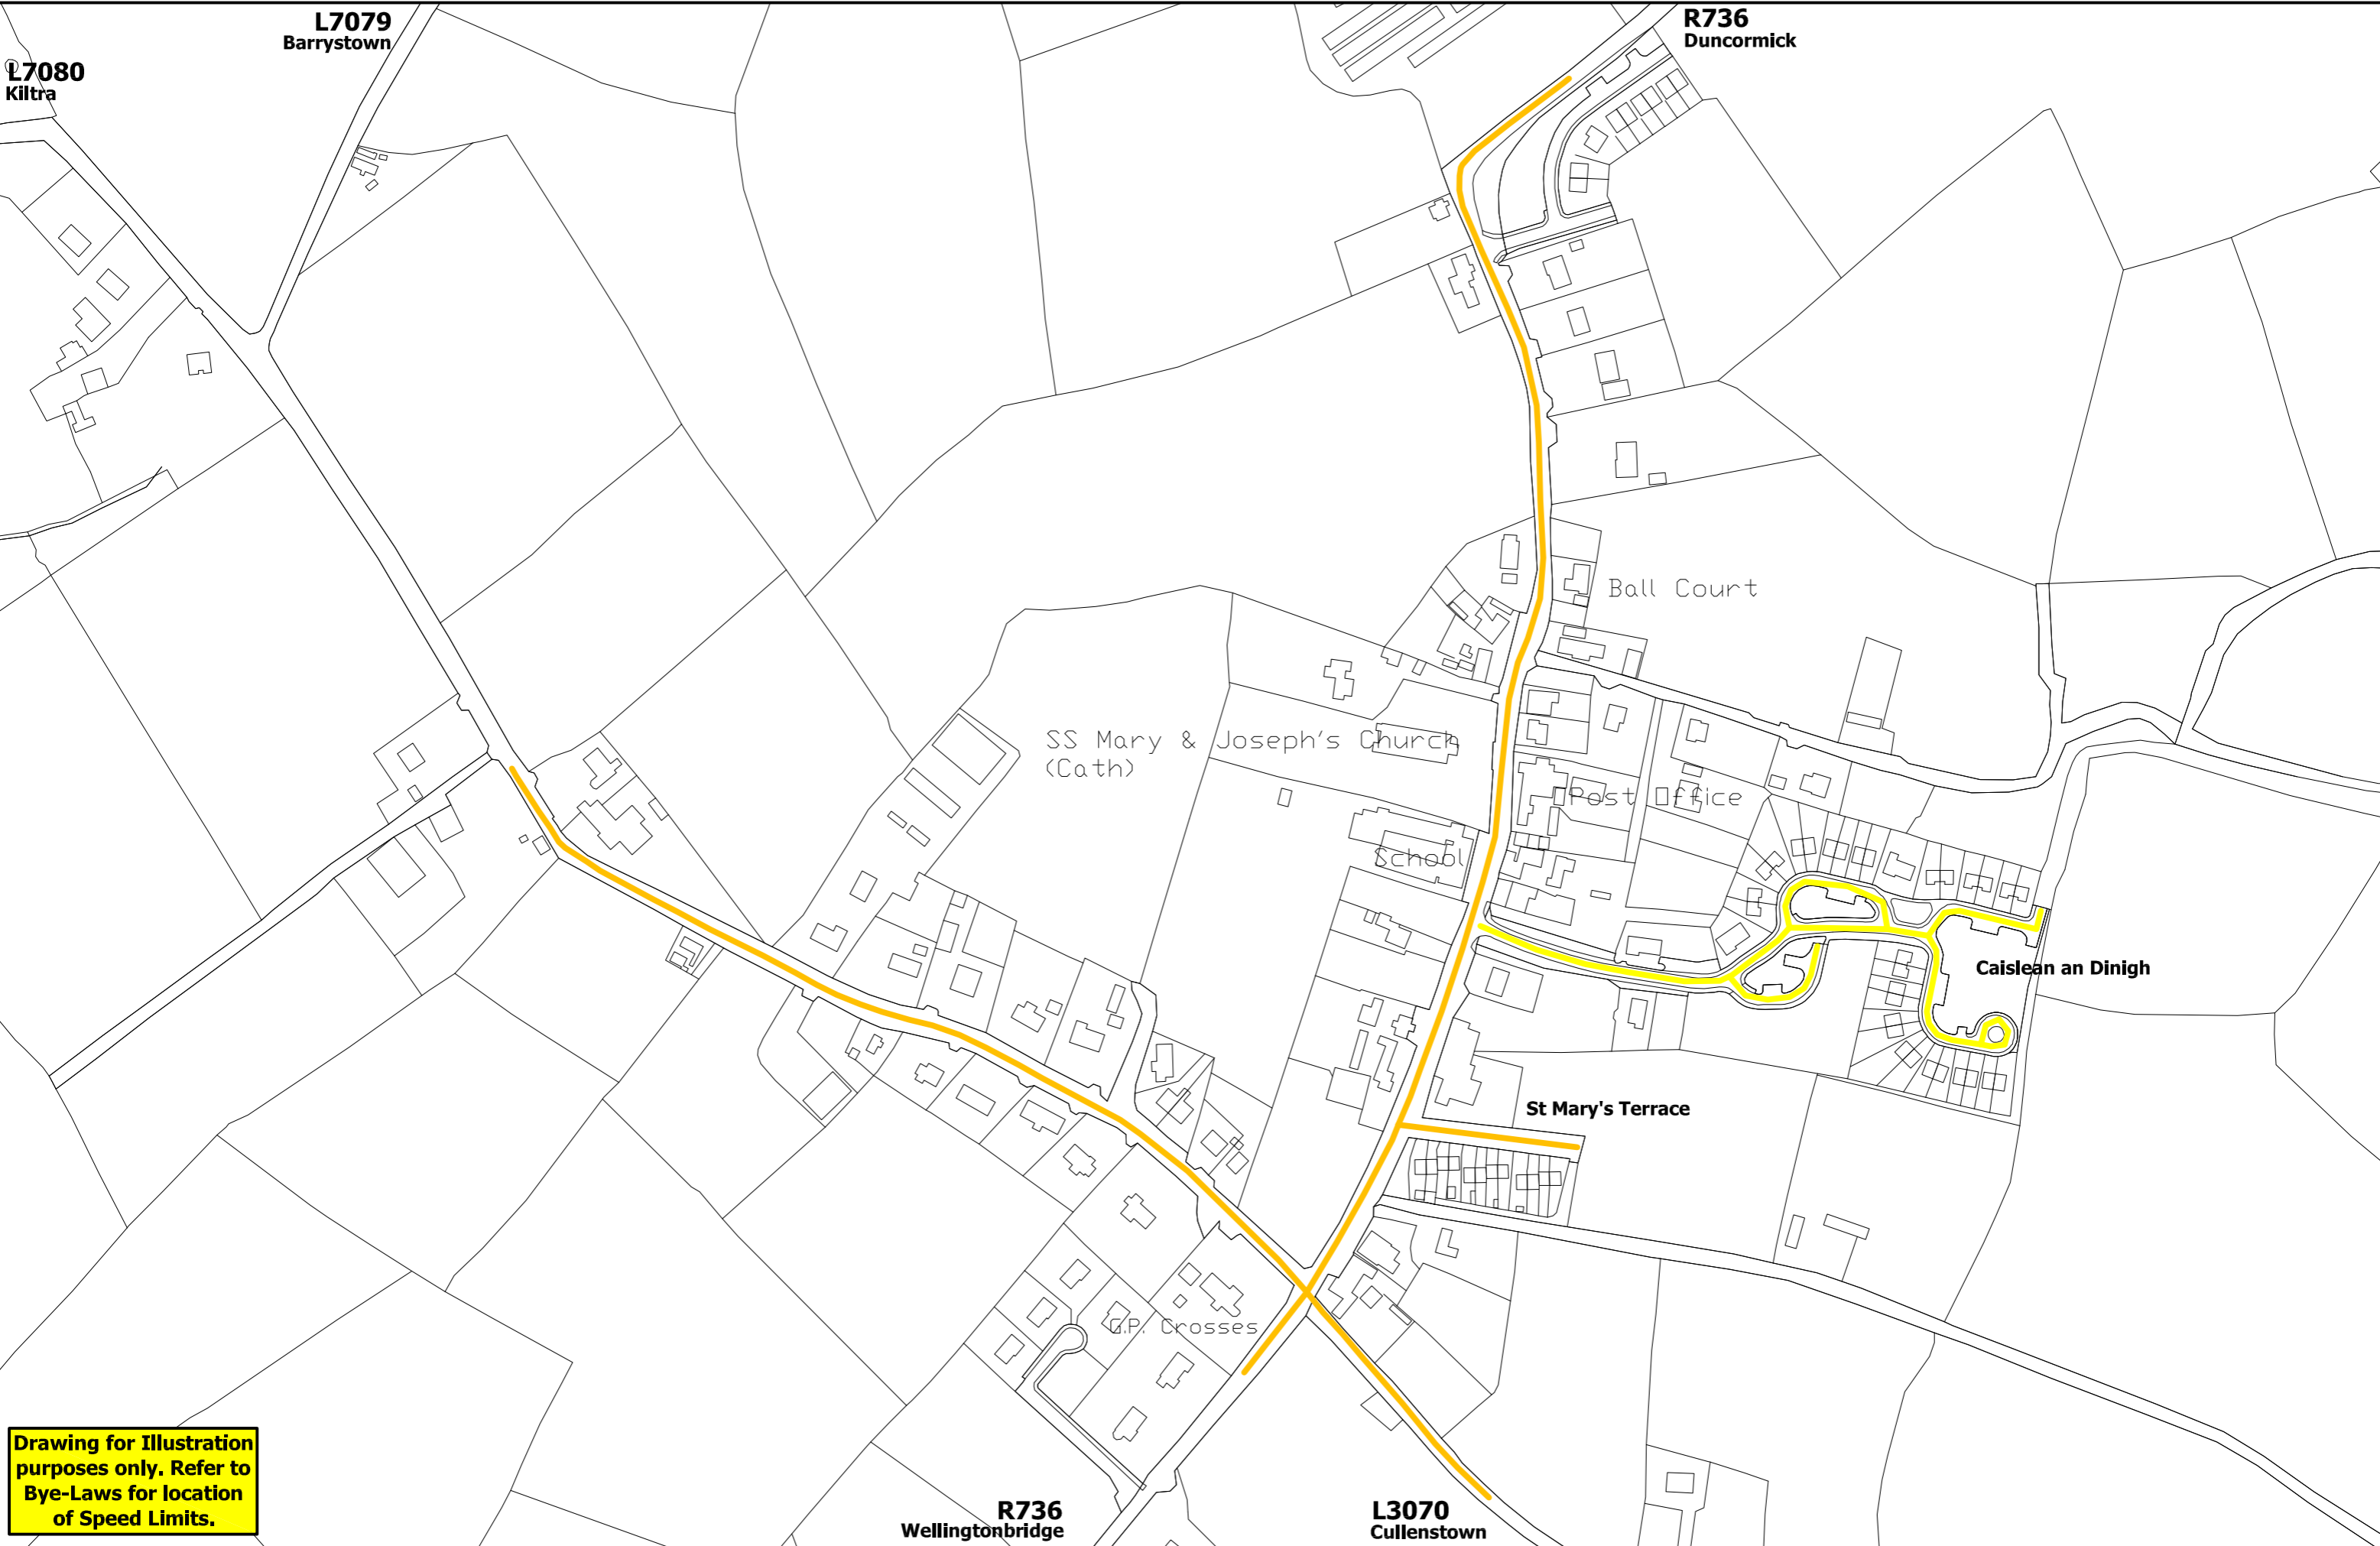 L7079
Barrystown
R736
Duncormick
L7080
Kiltra
Ball Court
SS Mary & Joseph's Church
(Cath)
Post Office
School
Caislean an Dinigh
St Mary's Terrace
G.P. Crosses
Drawing for Illustration
purposes only. Refer to
Bye-Laws for location
of Speed Limits.
R736
Wellingtonbridge
L3070
Cullenstown